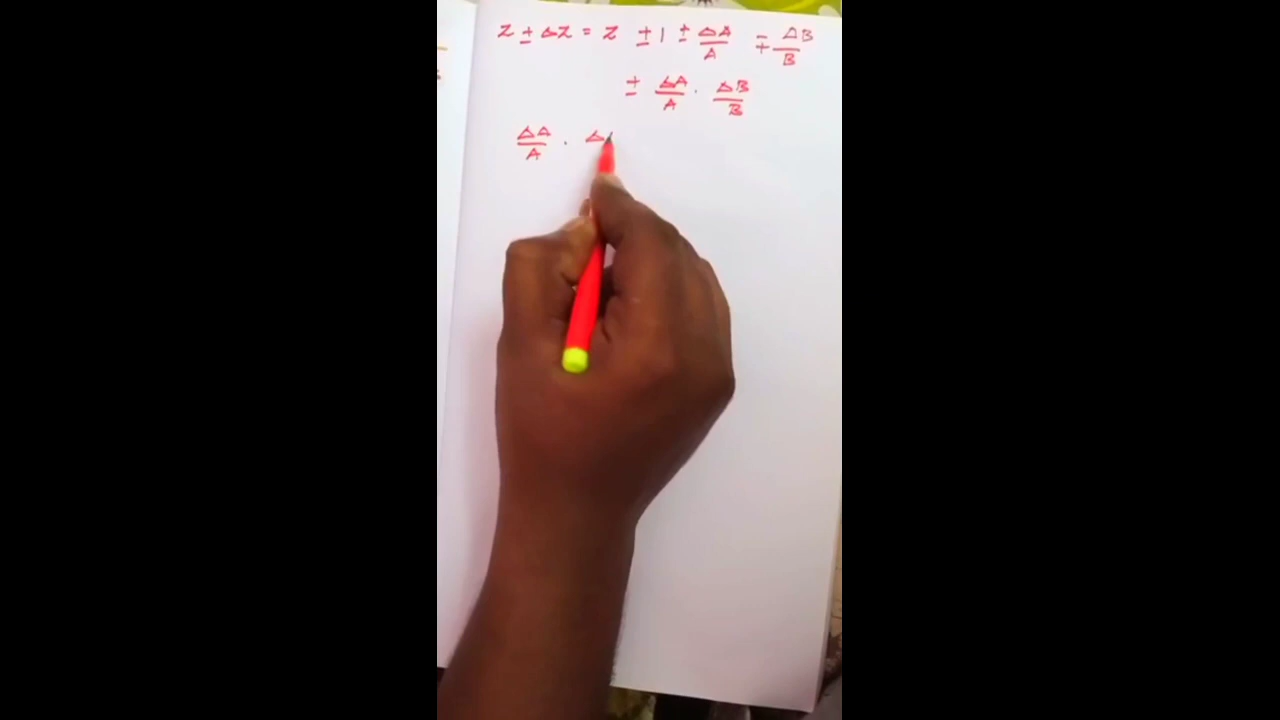 Z ± ΔZ = Z ± 1 ± ΔA/A ∓ ΔB/B
± ΔA/A . ΔB/B
ΔA/A . Δ